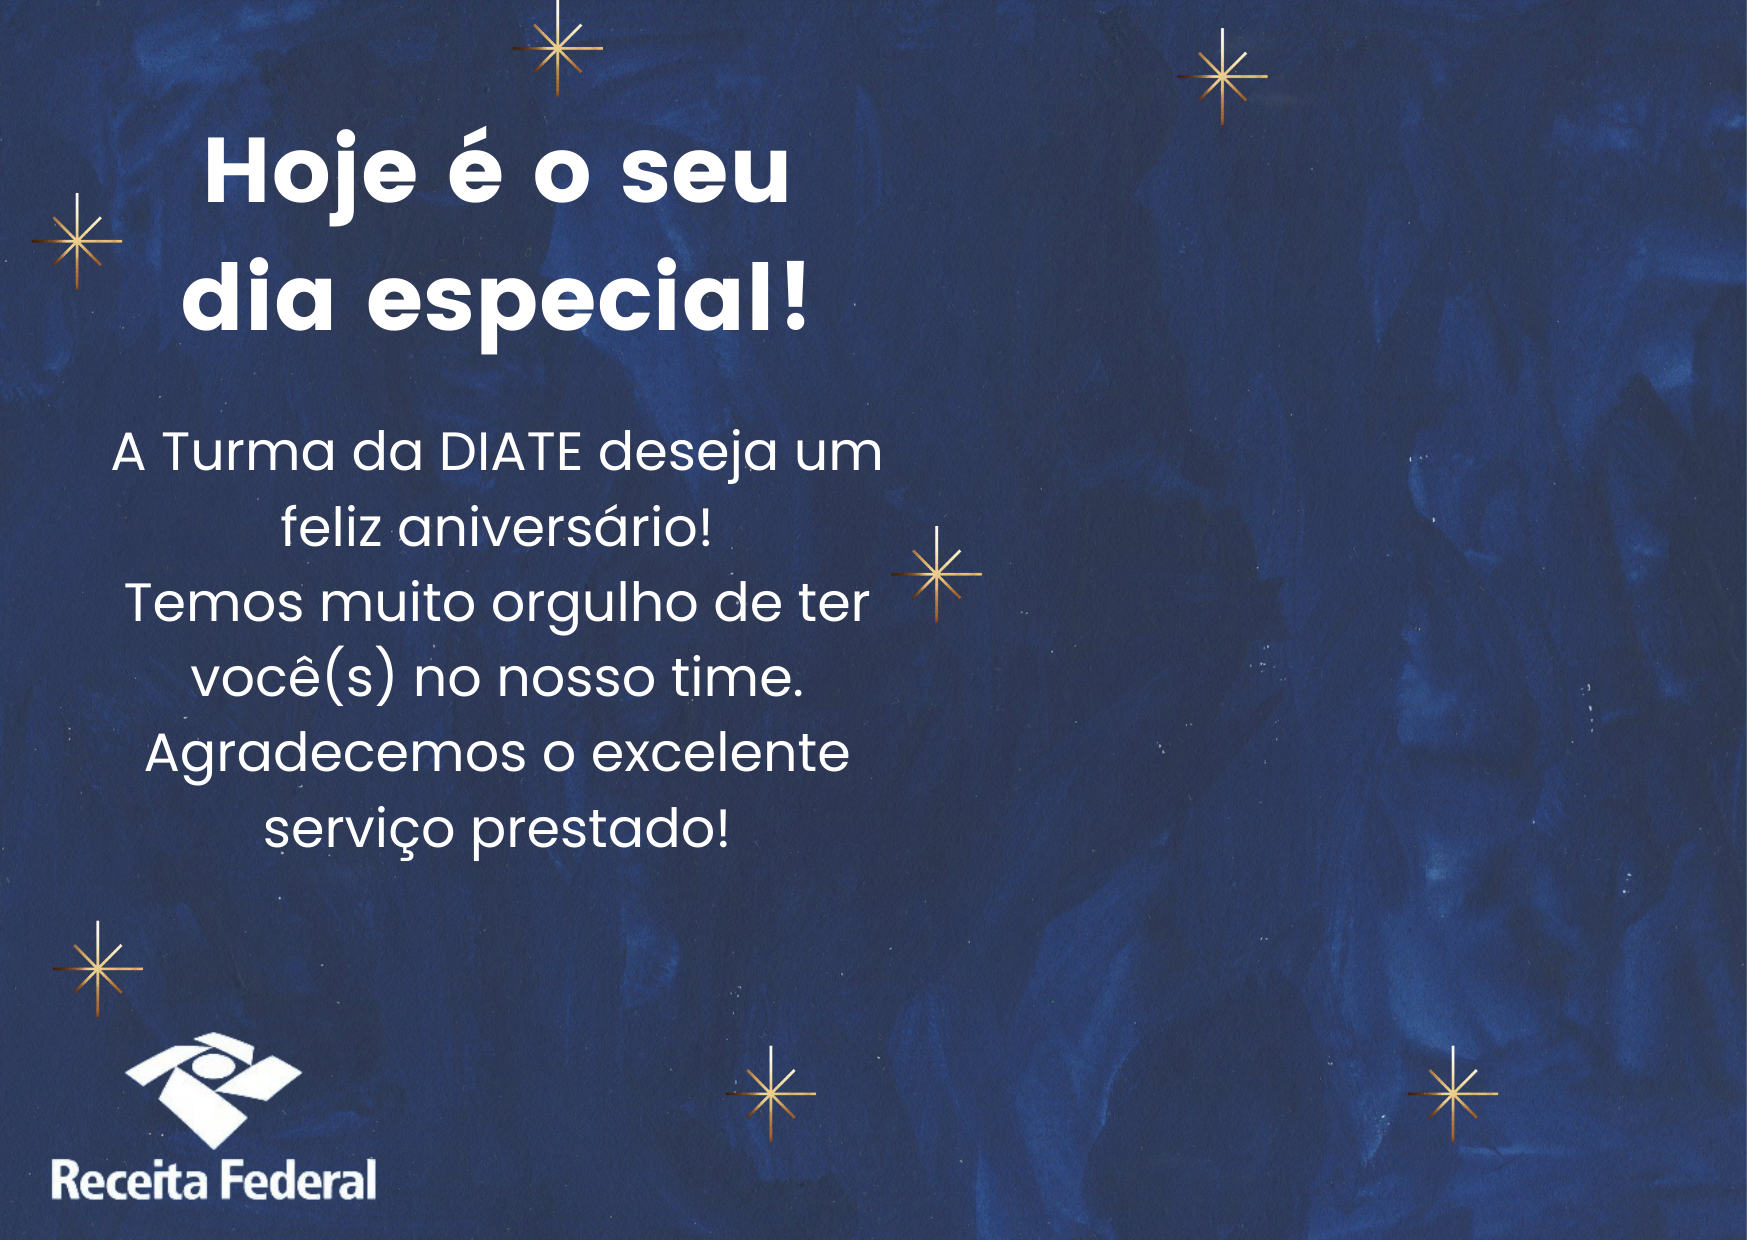 Hoje é o seu
dia especial!
A Turma da DIATE deseja um
feliz aniversário!
Temos muito orgulho de ter
você(s) no nosso time.
Agradecemos o excelente
serviço prestado!
Receita Federal